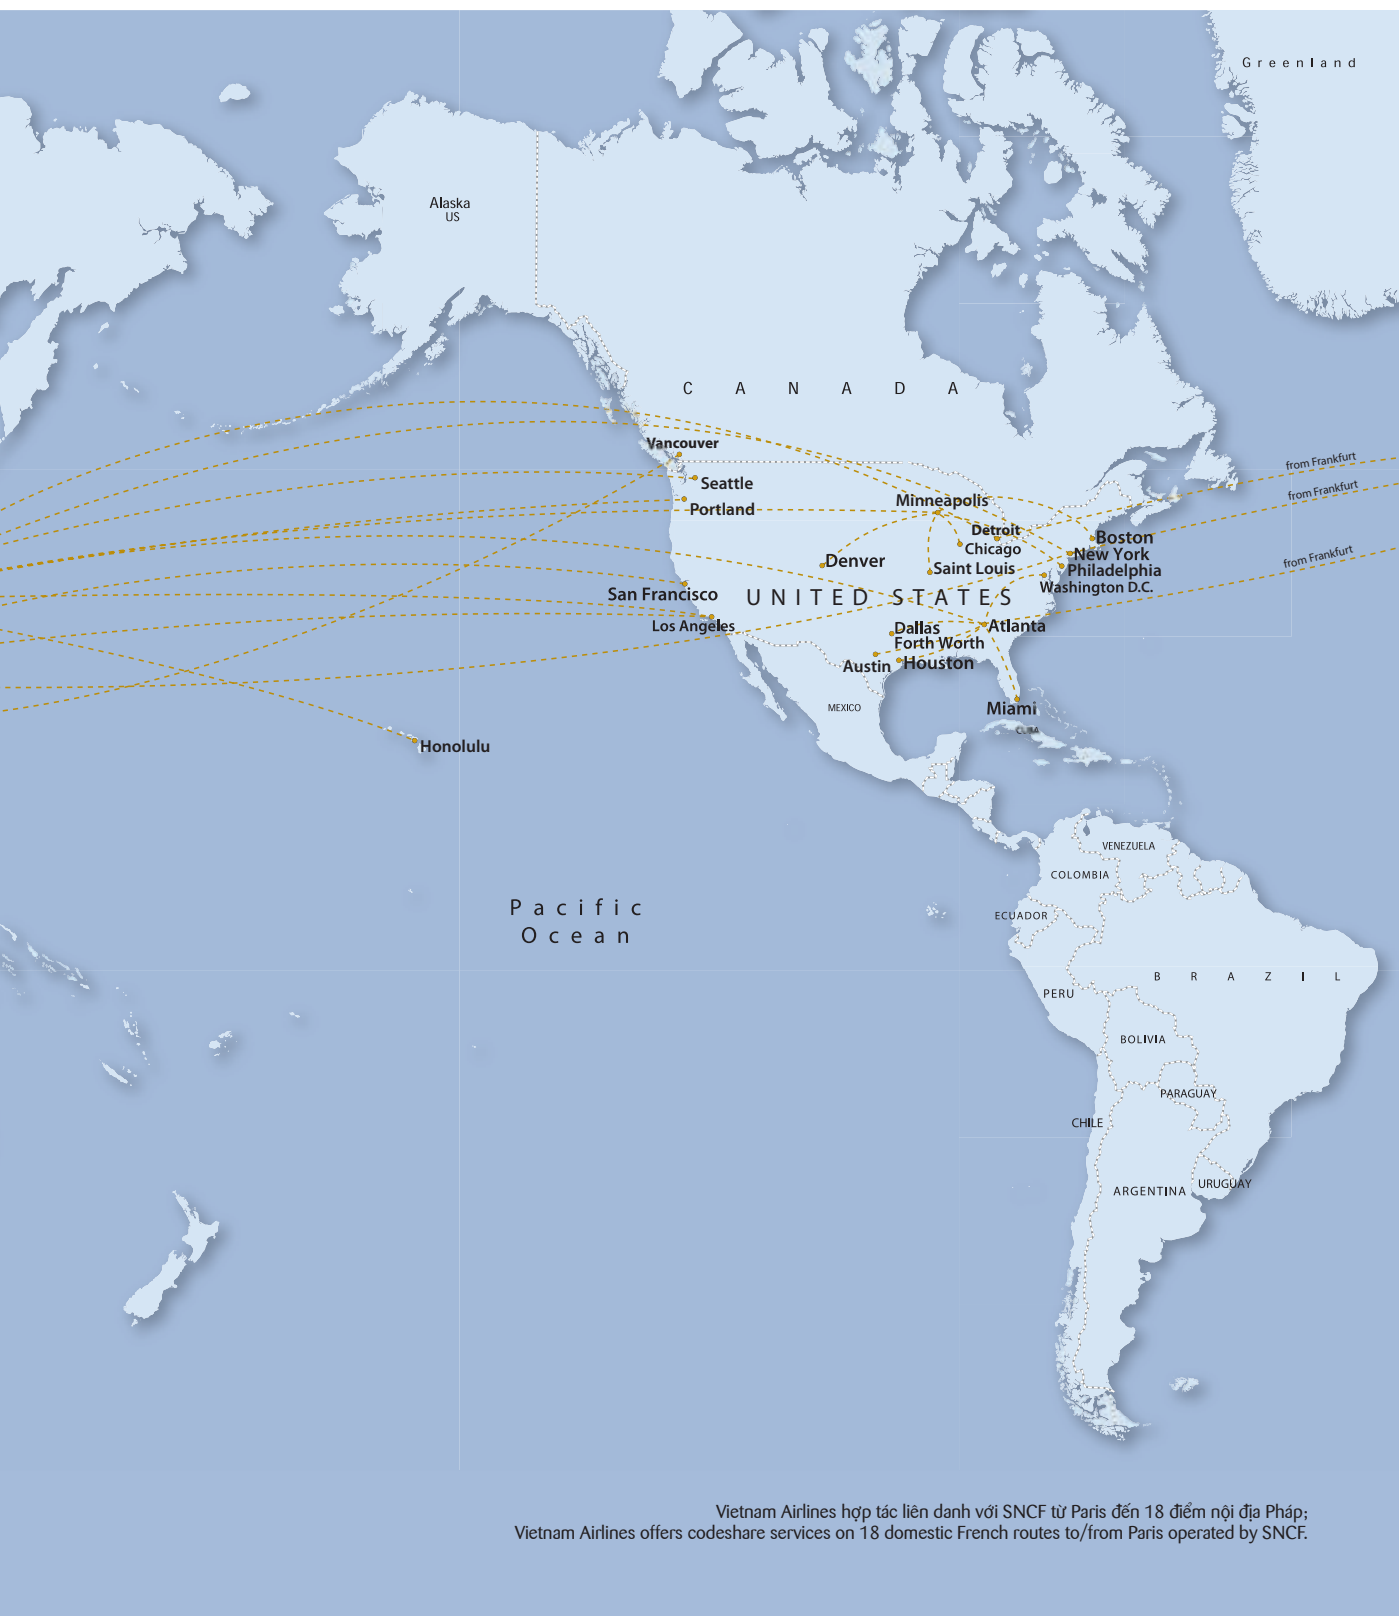 Greenland
Alaska
US
CANADA
Vancouver
from Frankfurt
Seattle
from Frankfurt
Minneapolis
Portland
Detroit
Boston
Chicago
New York
from Frankfurt
Denver
Saint Louis
Philadelphia
Washington D.C.
San Francisco
UNITED STATES
Los Angeles
Dallas
Forth Worth
Atlanta
Austin
Houston
MEXICO
Miami
CUBA
Honolulu
VENEZUELA
COLOMBIA
Pacific
Ocean
ECUADOR
BRAZIL
PERU
BOLIVIA
PARAGUAY
CHILE
ARGENTINA
URUGUAY
Vietnam Airlines hợp tác liên danh với SNCF từ Paris đến 18 điểm nội địa Pháp;
Vietnam Airlines offers codeshare services on 18 domestic French routes to/from Paris operated by SNCF.